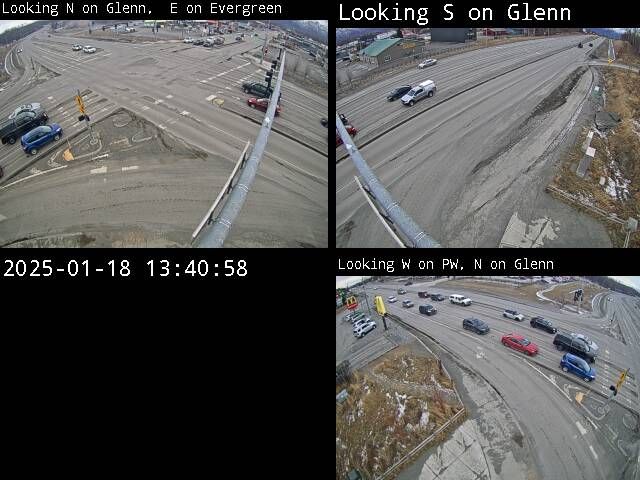 Looking N on Glenn,  E on Evergreen
Looking S on Glenn
2025-01-18 13:40:58
Looking W on PW, N on Glenn